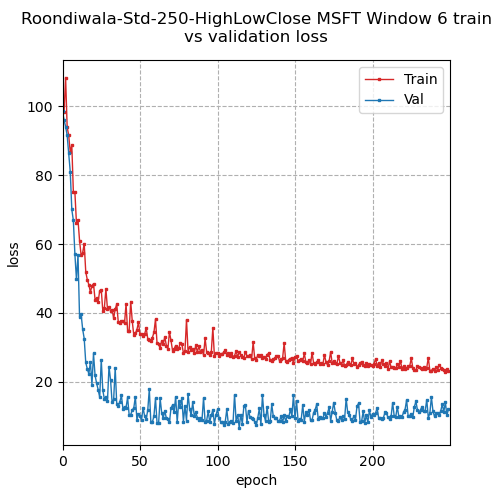 Roondiwala-Std-250-HighLowClose MSFT Window 6 train
vs validation loss
Train
Val
loss
100
80
60
40
20
0
50
100
150
200
epoch